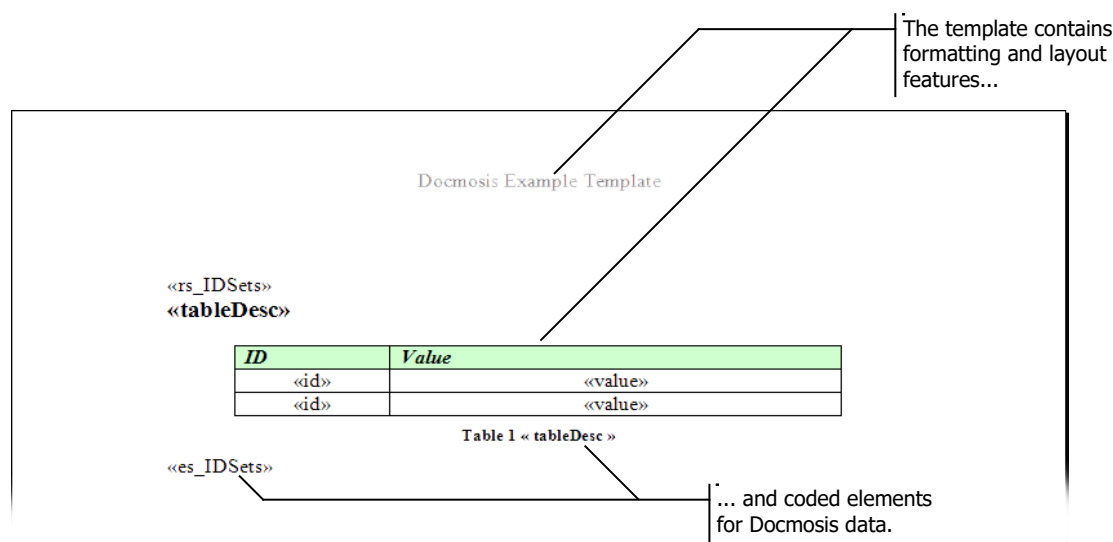 The template contains
formatting and layout
features...
Docmosis Example Template
«rs_IDSets»
«tableDesc»
ID Value
«id» «value»
«id» «value»
Table 1 « tableDesc »
«es_IDSets»
... and coded elements
for Docmosis data.